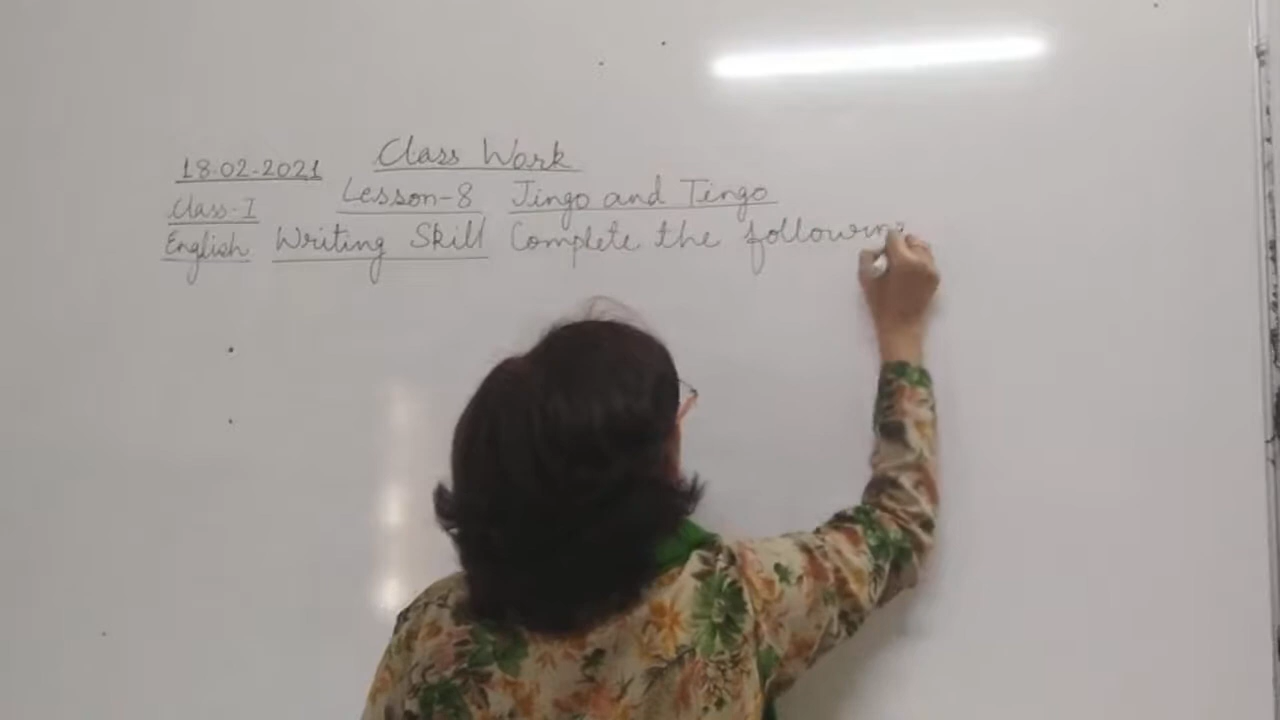 18.02.2021 Class Work
Class-I Lesson-8 Jingo and Tingo
English Writing Skill Complete the following